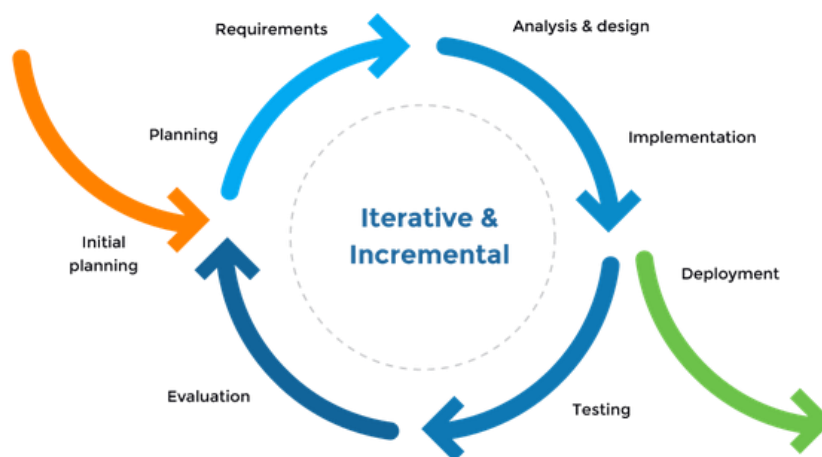 Requirements
Analysis & design
Planning
Implementation
Iterative &
Incremental
Initial
planning
Deployment
Evaluation
Testing